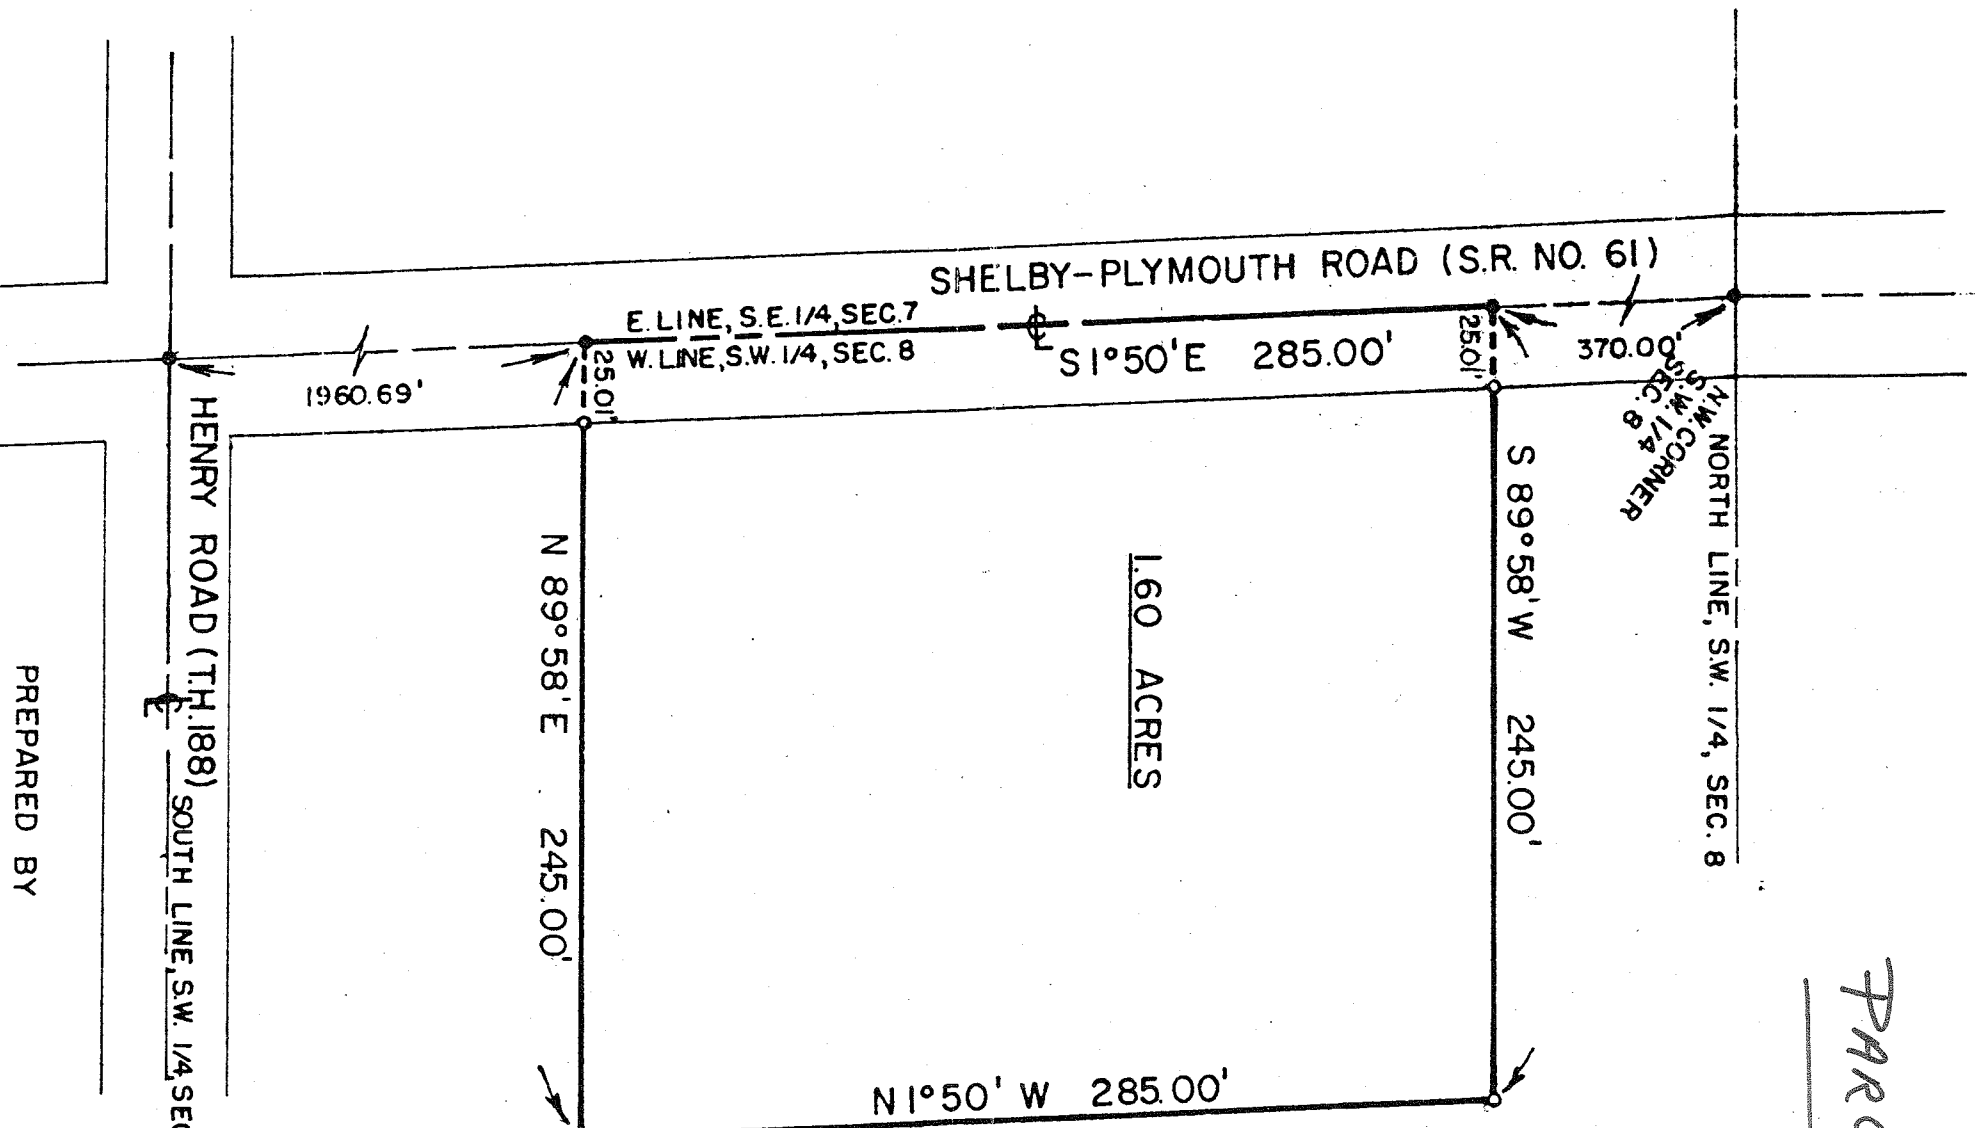 SHELBY-PLYMOUTH ROAD (S.R. NO. 61)
E. LINE, S.E. 1/4, SEC. 7
W. LINE, S.W. 1/4, SEC. 8
S 1°50' E 285.00'
25.01'
25.01'
370.00'
1960.69'
N.W. CORNER
S.W. 1/4
SEC. 8
NORTH LINE, S.W. 1/4, SEC. 8
S 89°58' W 245.00'
1.60 ACRES
N 89°58' E 245.00'
HENRY ROAD (T.H. 188)
SOUTH LINE, S.W. 1/4, SEC
PREPARED BY
N 1°50' W 285.00'